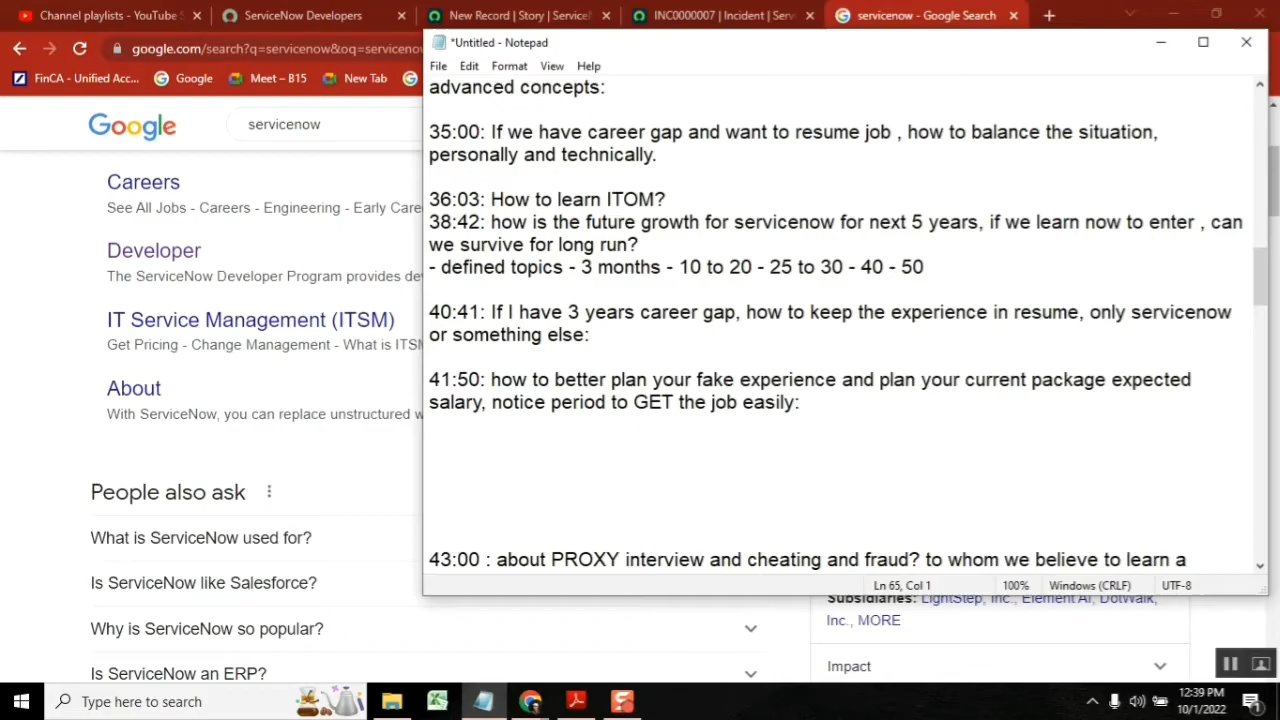 Channel playlists - YouTube
ServiceNow Developers
New Record | Story | Service
INC0000007 | Incident | Serv
servicenow - Google Search
google.com/search?q=servicenow&oq=serviceno
FinCA - Unified Acc...
Google
Meet – B15
New Tab
*Untitled - Notepad
File Edit Format View Help
Google
servicenow
Careers
See All Jobs - Careers - Engineering - Early Care
Developer
The ServiceNow Developer Program provides de
IT Service Management (ITSM)
Get Pricing - Change Management - What is ITS
About
With ServiceNow, you can replace unstructured
People also ask
What is ServiceNow used for?
Is ServiceNow like Salesforce?
Why is ServiceNow so popular?
Is ServiceNow an ERP?
advanced concepts:
35:00: If we have career gap and want to resume job , how to balance the situation,
personally and technically.
36:03: How to learn ITOM?
38:42: how is the future growth for servicenow for next 5 years, if we learn now to enter , can
we survive for long run?
- defined topics - 3 months - 10 to 20 - 25 to 30 - 40 - 50
40:41: If I have 3 years career gap, how to keep the experience in resume, only servicenow
or something else:
41:50: how to better plan your fake experience and plan your current package expected
salary, notice period to GET the job easily:
43:00 : about PROXY interview and cheating and fraud? to whom we believe to learn a
Ln 65, Col 1
100%
Windows (CRLF)
UTF-8
Subsidiaries: LightStep, Inc., Element AI, DotWalk,
Inc., MORE
Impact
Type here to search
12:39 PM
10/1/2022